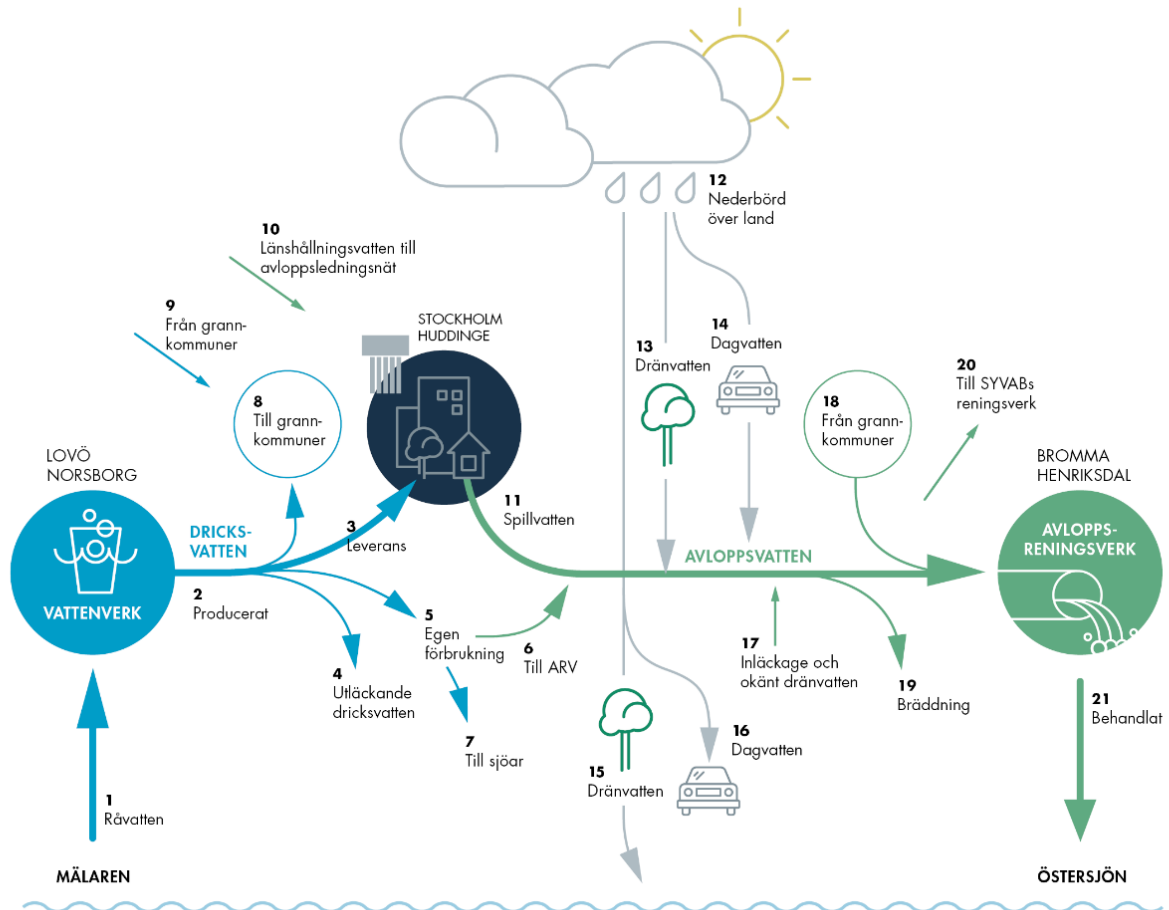 12
Nederbörd
över land
10
Länshållningsvatten till
avloppsledningsnät
9
Från grann-
kommuner
STOCKHOLM
HUDDINGE
14
Dagvatten
13
Dränvatten
20
Till SYVABs
reningsverk
8
Till grann-
kommuner
18
Från grann-
kommuner
LOVÖ
NORSBORG
BROMMA
HENRIKSDAL
11
Spillvatten
DRICKS-
VATTEN
3
Leverans
AVLOPPSVATTEN
AVLOPPS-
RENINGSVERK
VATTENVERK
2
Producerat
5
Egen
förbrukning
6
Till ARV
17
Inläckage och
okänt dränvatten
4
Utläckande
dricksvatten
19
Bräddning
21
Behandlat
7
Till sjöar
16
Dagvatten
15
Dränvatten
1
Råvatten
MÄLAREN
ÖSTERSJÖN